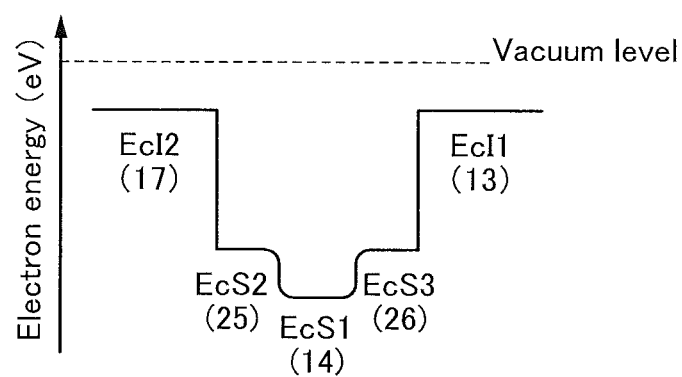 Electron energy (eV)
Vacuum level
EcI2
(17)
EcI1
(13)
EcS2
(25)
EcS3
(26)
EcS1
(14)